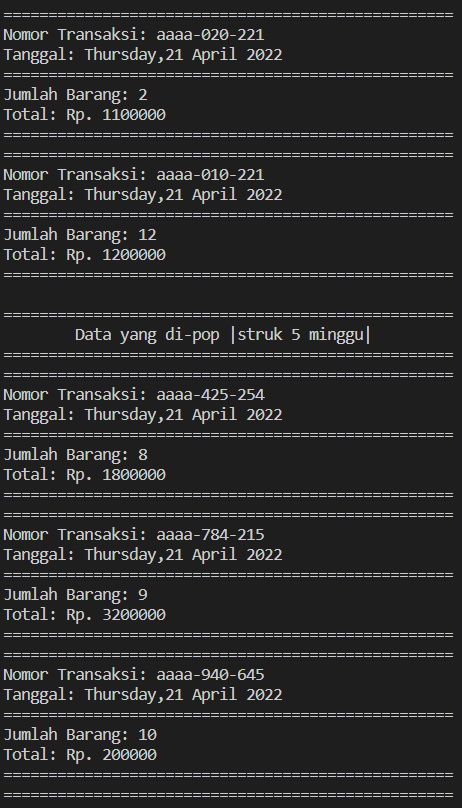 ==================================================
Nomor Transaksi: aaaa-020-221
Tanggal: Thursday,21 April 2022
==================================================
Jumlah Barang: 2
Total: Rp. 1100000
==================================================
==================================================
Nomor Transaksi: aaaa-010-221
Tanggal: Thursday,21 April 2022
==================================================
Jumlah Barang: 12
Total: Rp. 1200000
==================================================

==================================================
        Data yang di-pop |struk 5 minggu|
==================================================
==================================================
Nomor Transaksi: aaaa-425-254
Tanggal: Thursday,21 April 2022
==================================================
Jumlah Barang: 8
Total: Rp. 1800000
==================================================
==================================================
Nomor Transaksi: aaaa-784-215
Tanggal: Thursday,21 April 2022
==================================================
Jumlah Barang: 9
Total: Rp. 3200000
==================================================
==================================================
Nomor Transaksi: aaaa-940-645
Tanggal: Thursday,21 April 2022
==================================================
Jumlah Barang: 10
Total: Rp. 200000
==================================================
==================================================